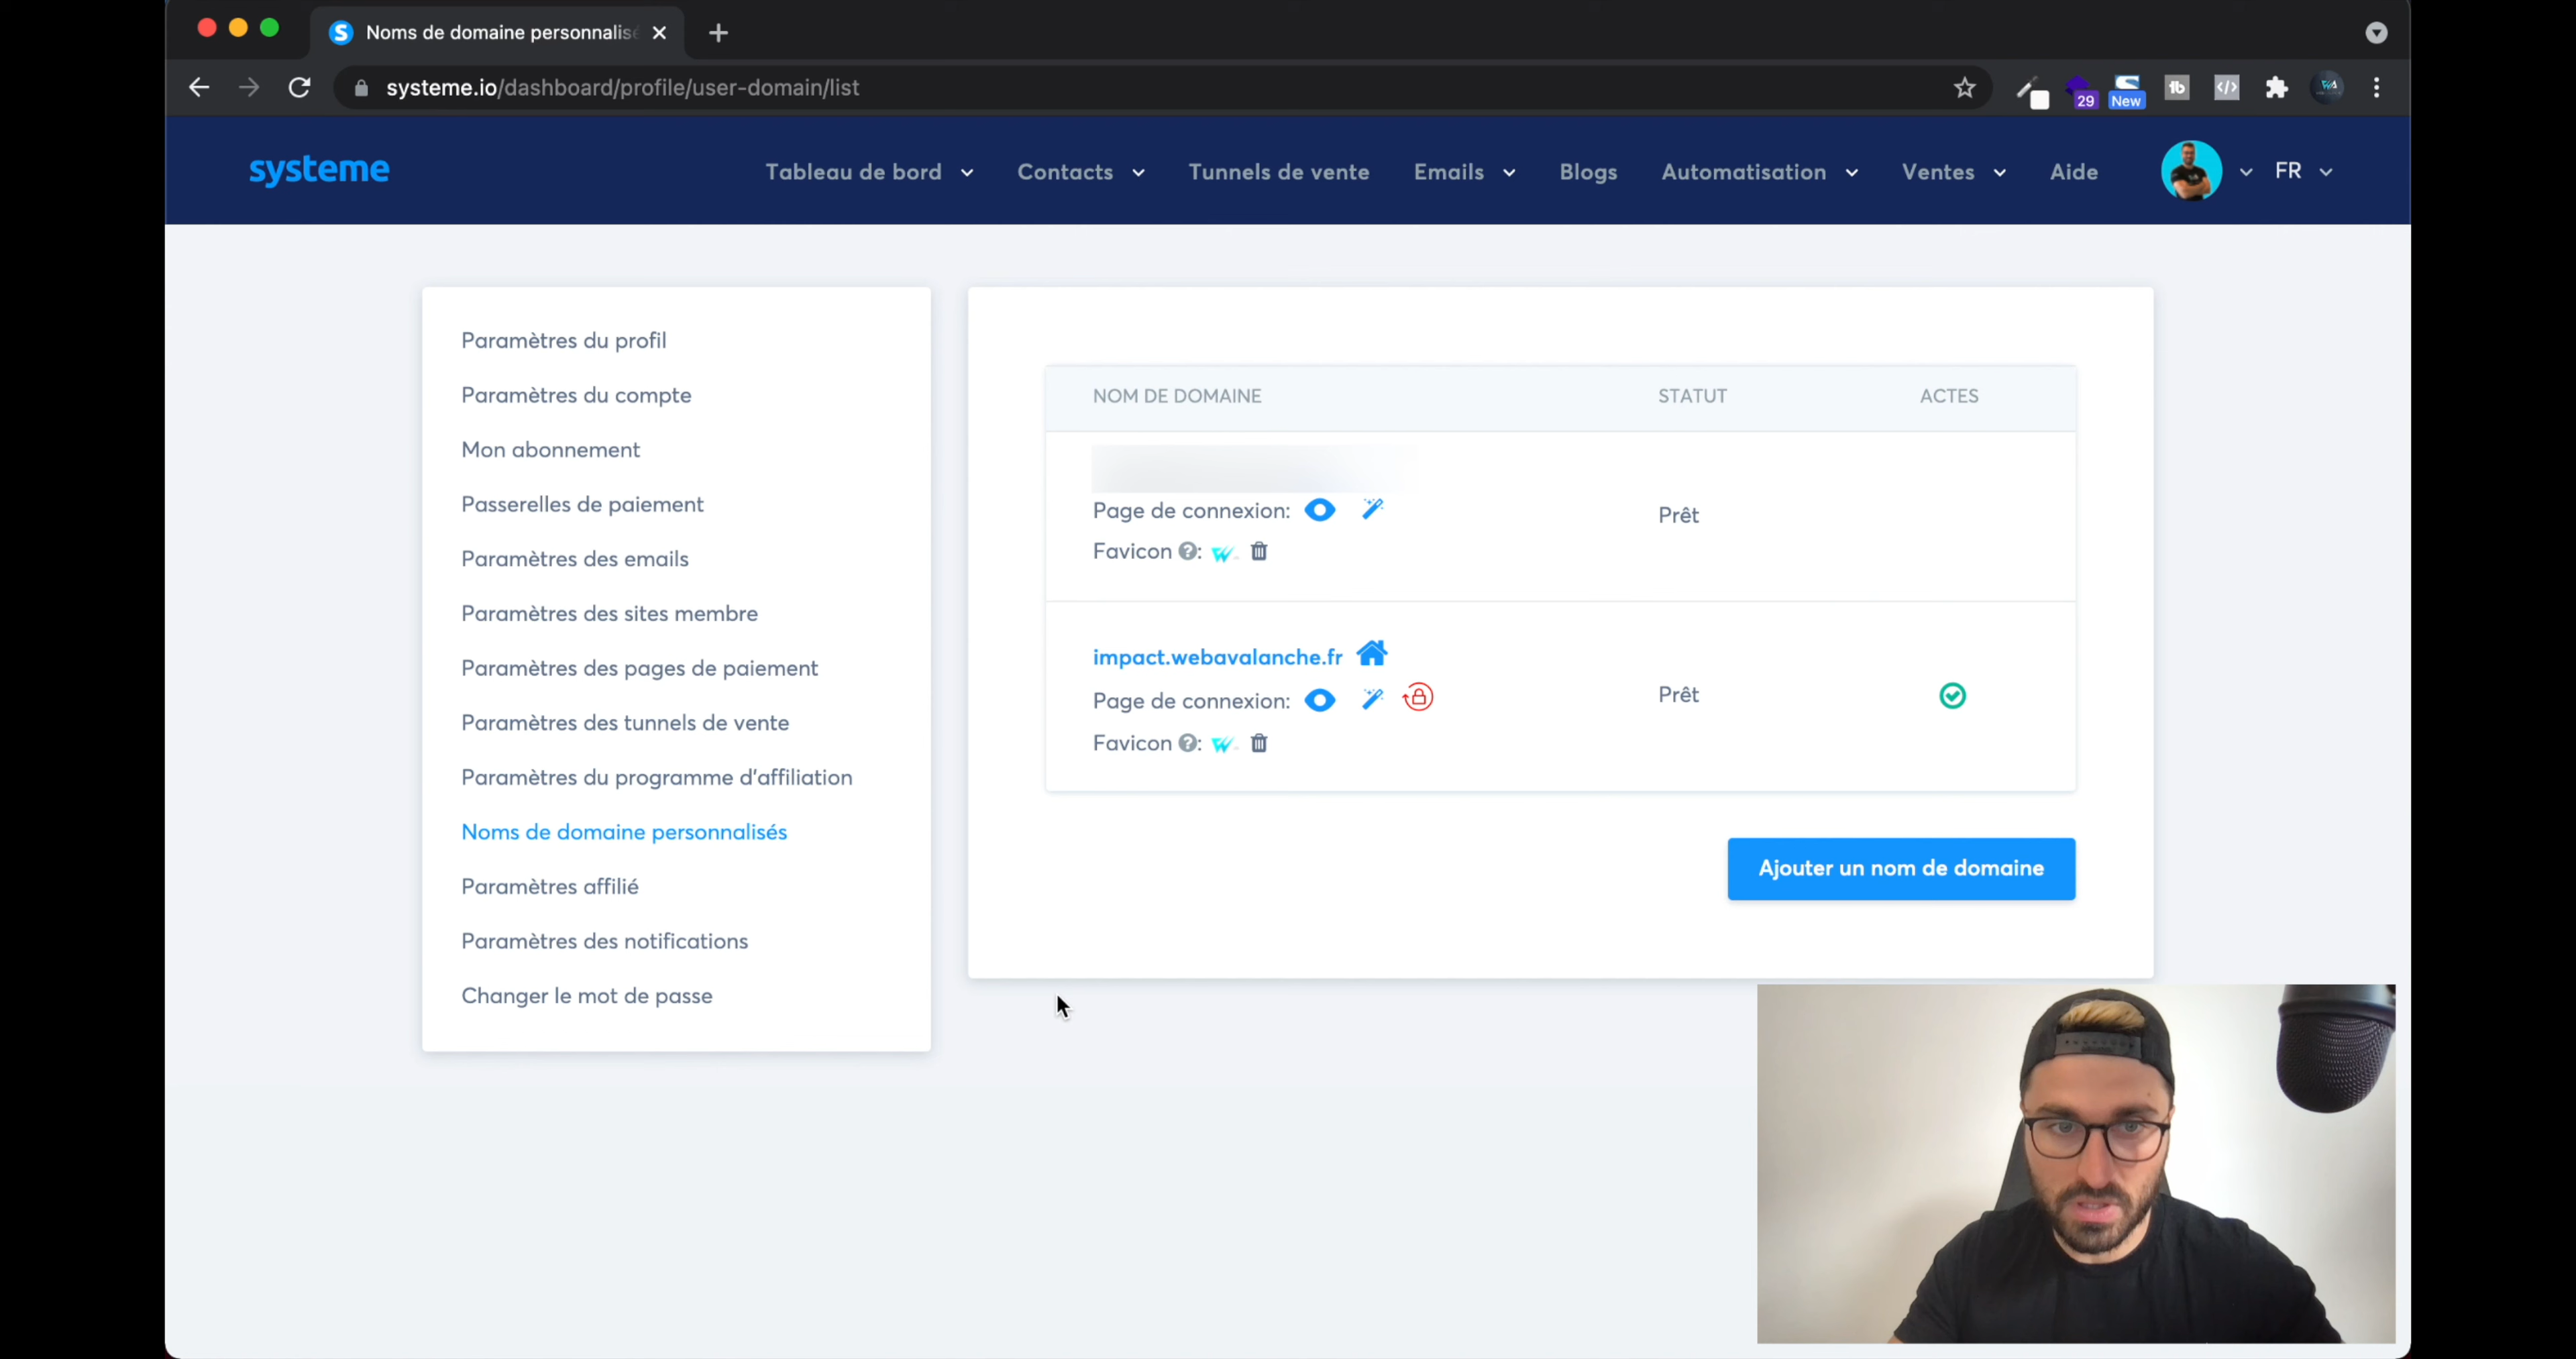 Noms de domaine personnalisé
systeme.io/dashboard/profile/user-domain/list
29
New
systeme
Tableau de bord
Contacts
Tunnels de vente
Emails
Blogs
Automatisation
Ventes
Aide
FR
Paramètres du profil
Paramètres du compte
Mon abonnement
Passerelles de paiement
Paramètres des emails
Paramètres des sites membre
Paramètres des pages de paiement
Paramètres des tunnels de vente
Paramètres du programme d'affiliation
Noms de domaine personnalisés
Paramètres affilié
Paramètres des notifications
Changer le mot de passe
NOM DE DOMAINE STATUT ACTES
Page de connexion:
Prêt
Favicon ?:
impact.webavalanche.fr
Page de connexion:
Prêt
Favicon ?:
Ajouter un nom de domaine